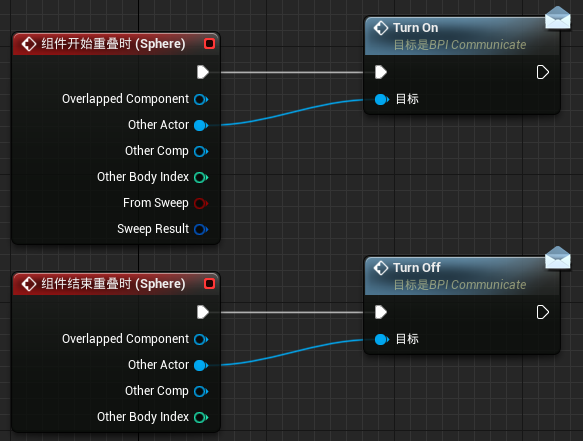 组件开始重叠时 (Sphere)
Overlapped Component
Other Actor
Other Comp
Other Body Index
From Sweep
Sweep Result
Turn On
目标是BPI Communicate
目标
组件结束重叠时 (Sphere)
Overlapped Component
Other Actor
Other Comp
Other Body Index
Turn Off
目标是BPI Communicate
目标